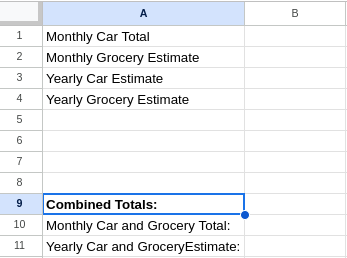 A B
1 Monthly Car Total
2 Monthly Grocery Estimate
3 Yearly Car Estimate
4 Yearly Grocery Estimate
5
6
7
8
9 Combined Totals:
10 Monthly Car and Grocery Total:
11 Yearly Car and GroceryEstimate: